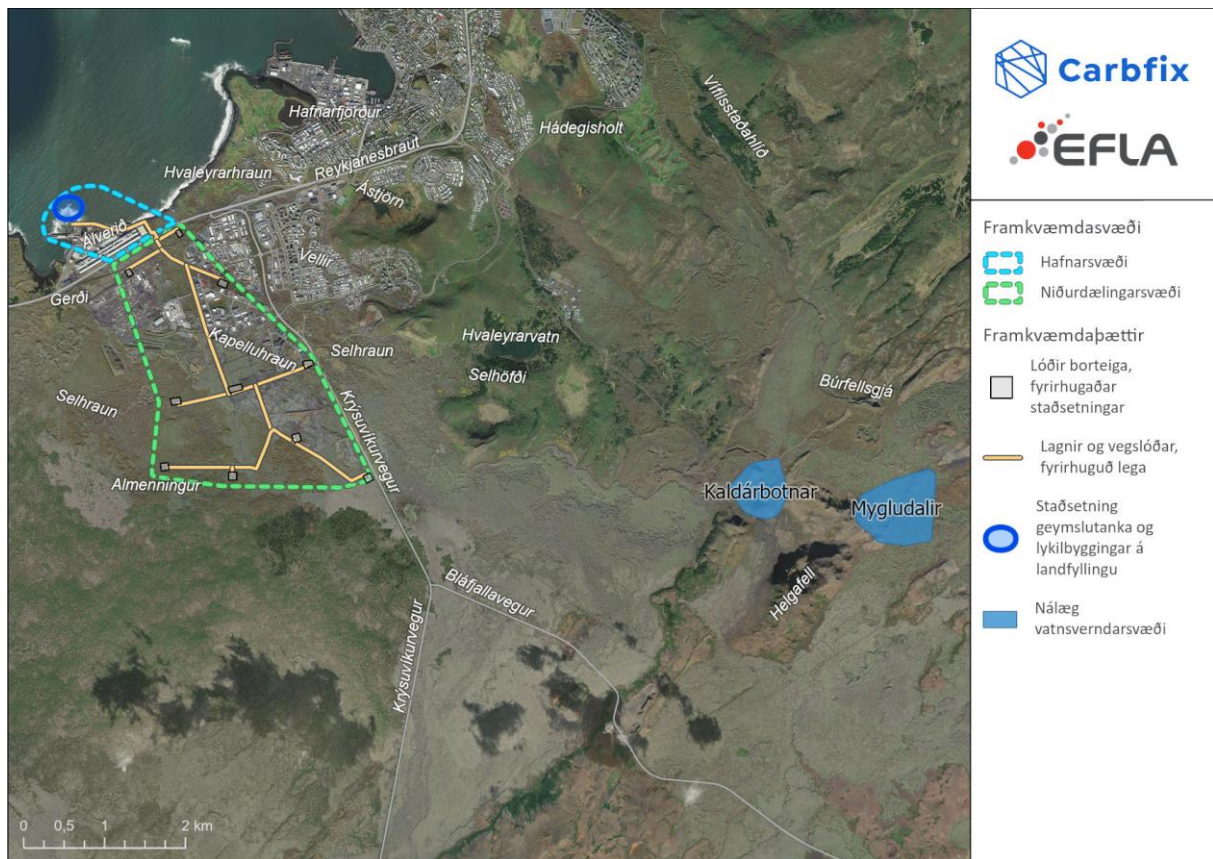 Hafnarfjörður
Hádegisholt
Vífilsstaðahlíð
Reykjanesbraut
Hvaleyrarhraun
Ástjörn
Álverið
Vellir
Gerði
Kapelluhraun
Selhraun
Hvaleyrarvatn
Selhöfði
Búrfellsgjá
Selhraun
Krýsuvíkurvegur
Almenningur
Kaldárbotnar
Mygludalir
Helgafell
Bláfjallavegur
Krýsuvíkurvegur
0 0,5 1 2 km
Carbfix
EFLA
Framkvæmdasvæði
Hafnarsvæði
Niðurdælingarsvæði
Framkvæmdaþættir
Lóðir borteiga,
fyrirhugaðar
staðsetningar
Lagnir og vegslóðar,
fyrirhuguð lega
Staðsetning
geymslutanka og
lykilbyggingar á
landfyllingu
Nálæg
vatnsverndarsvæði